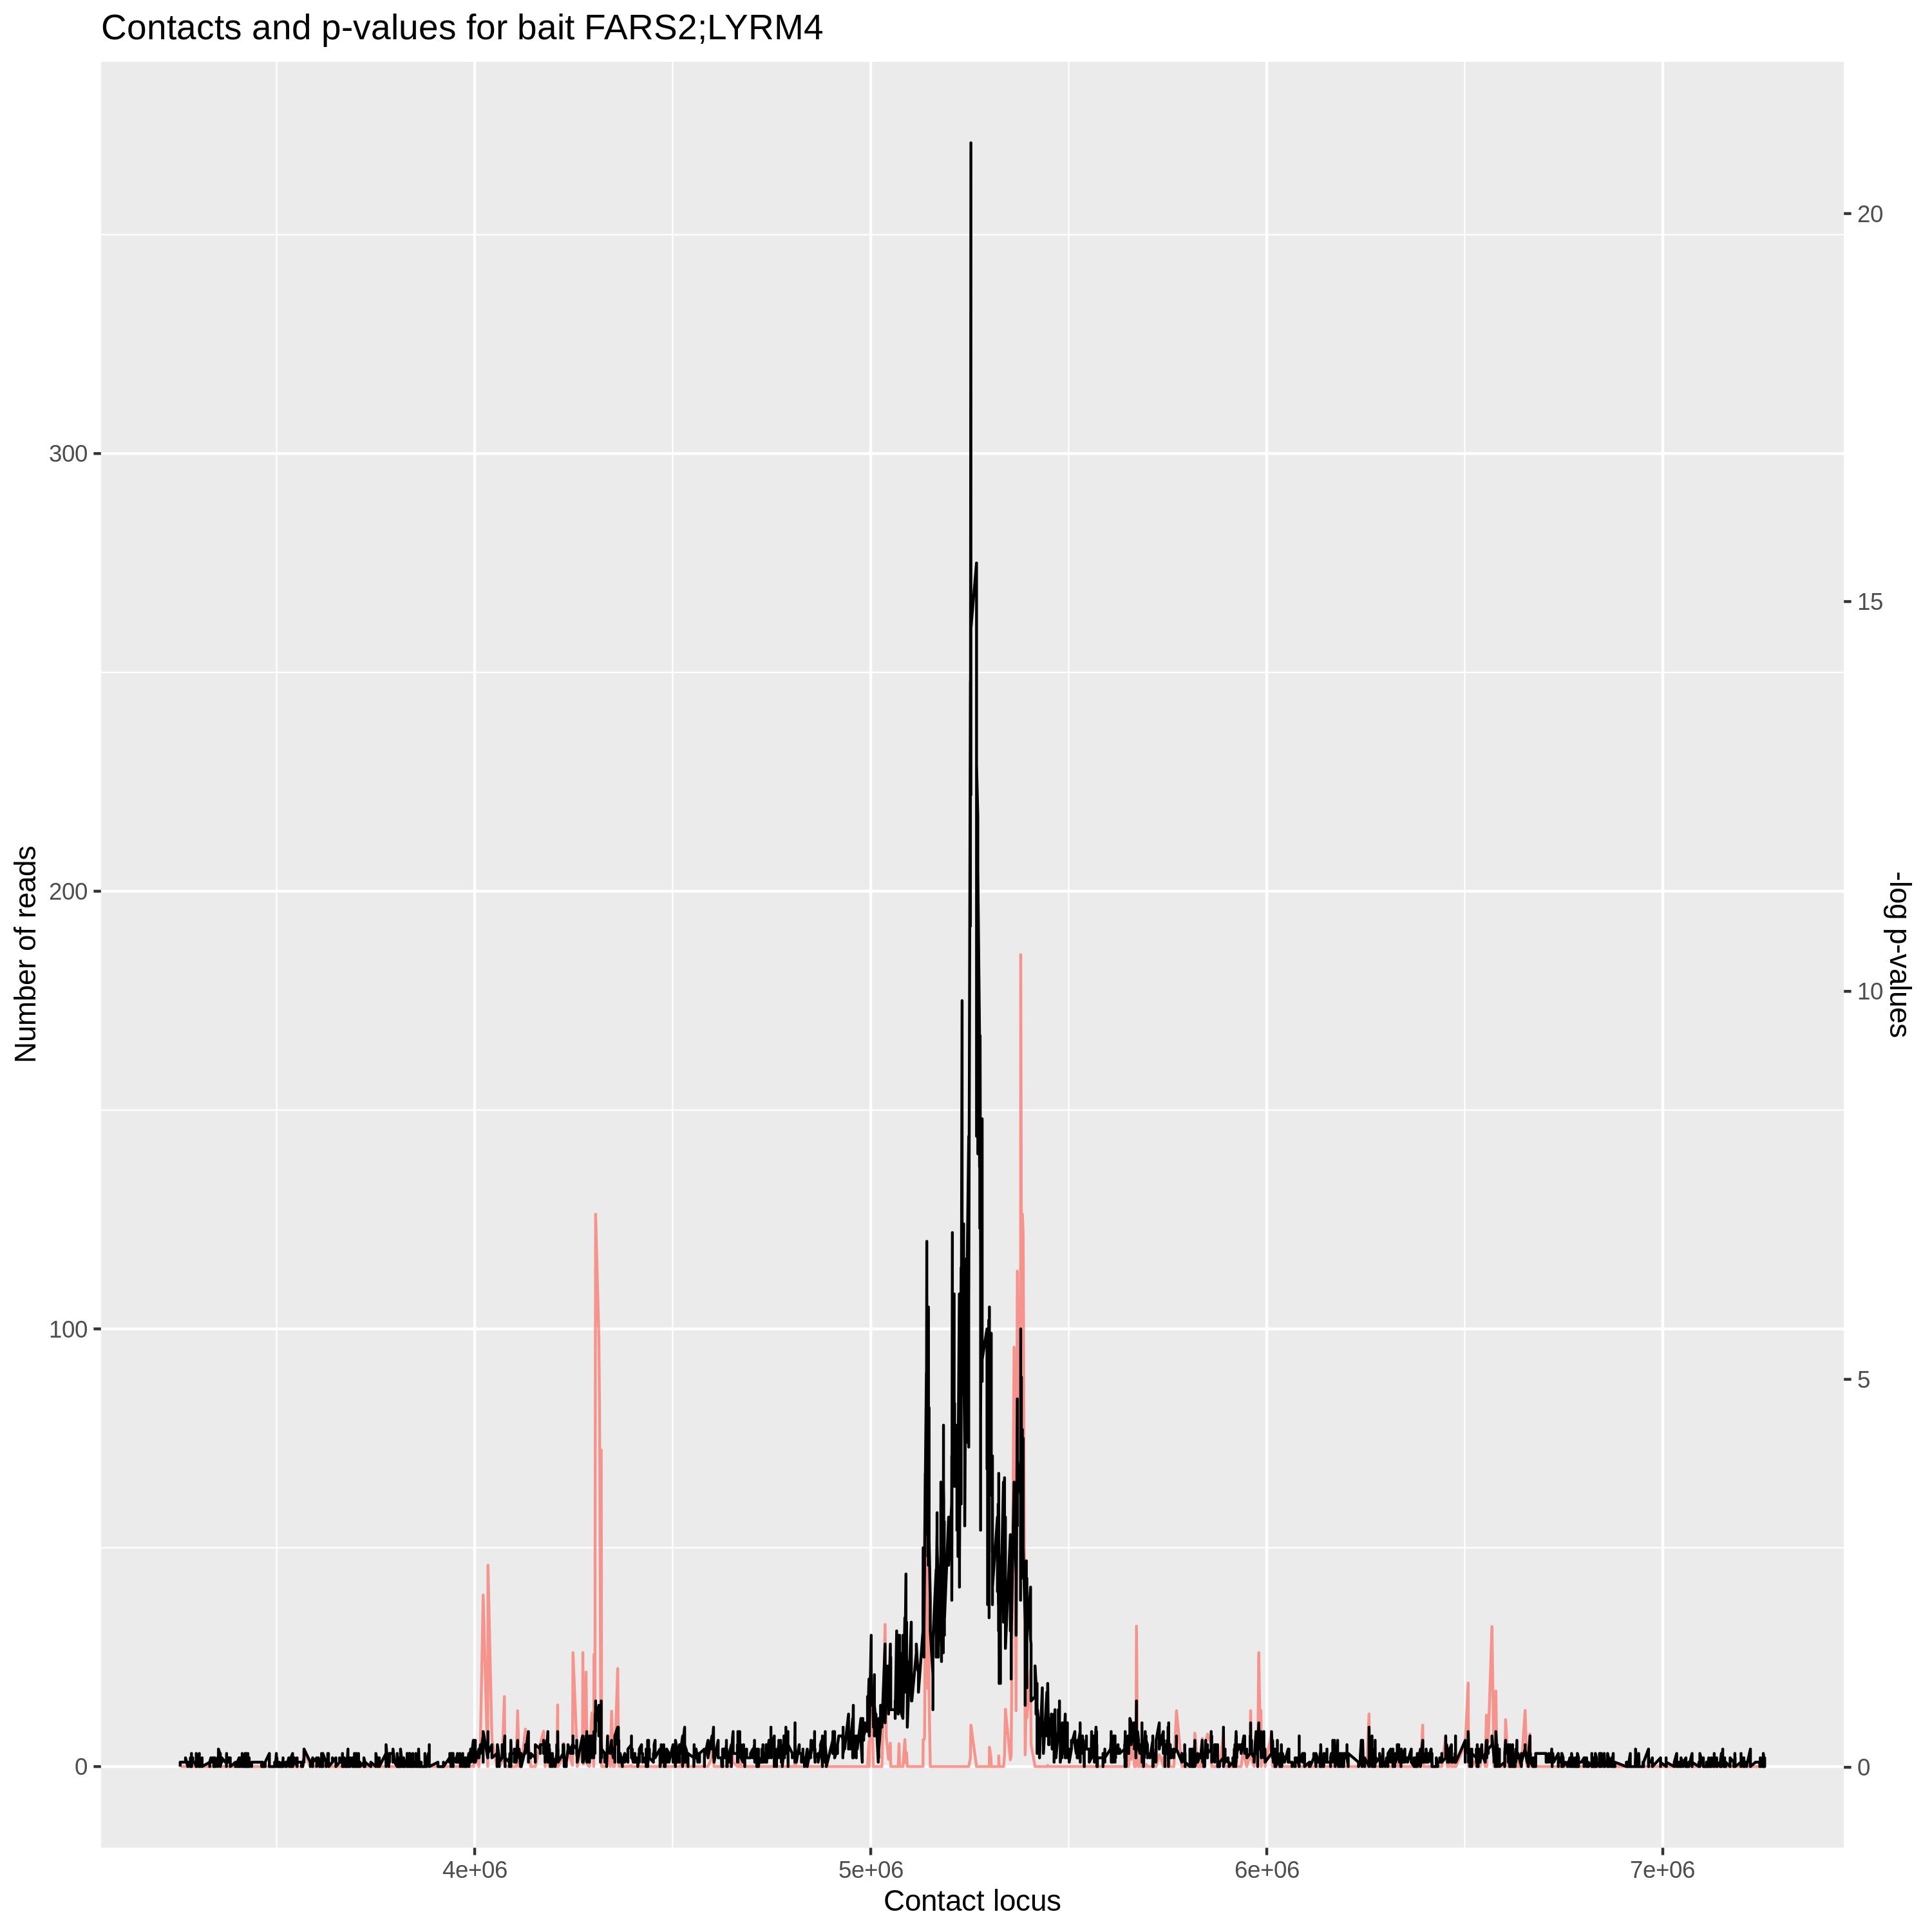 Contacts and p-values for bait FARS2;LYRM4
Number of reads
300
200
100
0
20
15
10
5
0
-log p-values
4e+06
5e+06
6e+06
7e+06
Contact locus